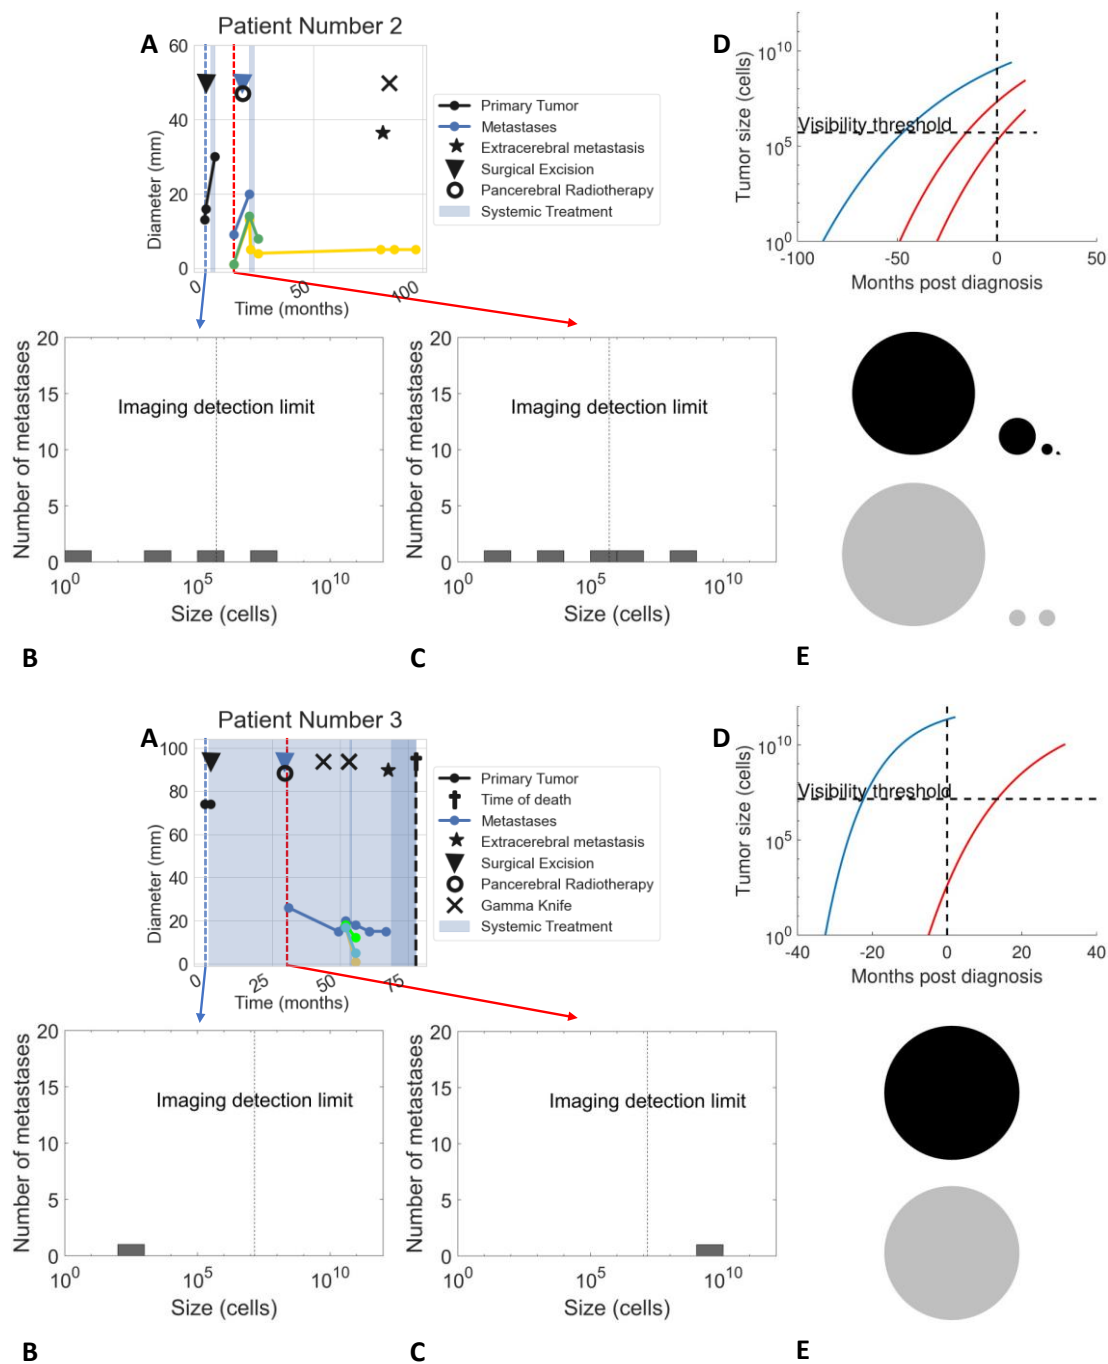 Patient Number 2
A
60
40
20
0
Diameter (mm)
0
50
100
Time (months)
Primary Tumor
Metastases
Extracerebral metastasis
Surgical Excision
Pancerebral Radiotherapy
Systemic Treatment
D
10^10
10^5
10^0
Tumor size (cells)
Visibility threshold
-100
-50
0
50
Months post diagnosis
20
15
10
5
0
Number of metastases
Imaging detection limit
10^0
10^5
10^10
Size (cells)
B
20
15
10
5
0
Number of metastases
Imaging detection limit
10^0
10^5
10^10
Size (cells)
C
E
Patient Number 3
A
100
80
60
40
20
0
Diameter (mm)
0
25
50
75
Time (months)
Primary Tumor
Time of death
Metastases
Extracerebral metastasis
Surgical Excision
Pancerebral Radiotherapy
Gamma Knife
Systemic Treatment
D
10^10
10^5
10^0
Tumor size (cells)
Visibility threshold
-40
-20
0
20
40
Months post diagnosis
20
15
10
5
0
Number of metastases
Imaging detection limit
10^0
10^5
10^10
Size (cells)
B
20
15
10
5
0
Number of metastases
Imaging detection limit
10^0
10^5
10^10
Size (cells)
C
E